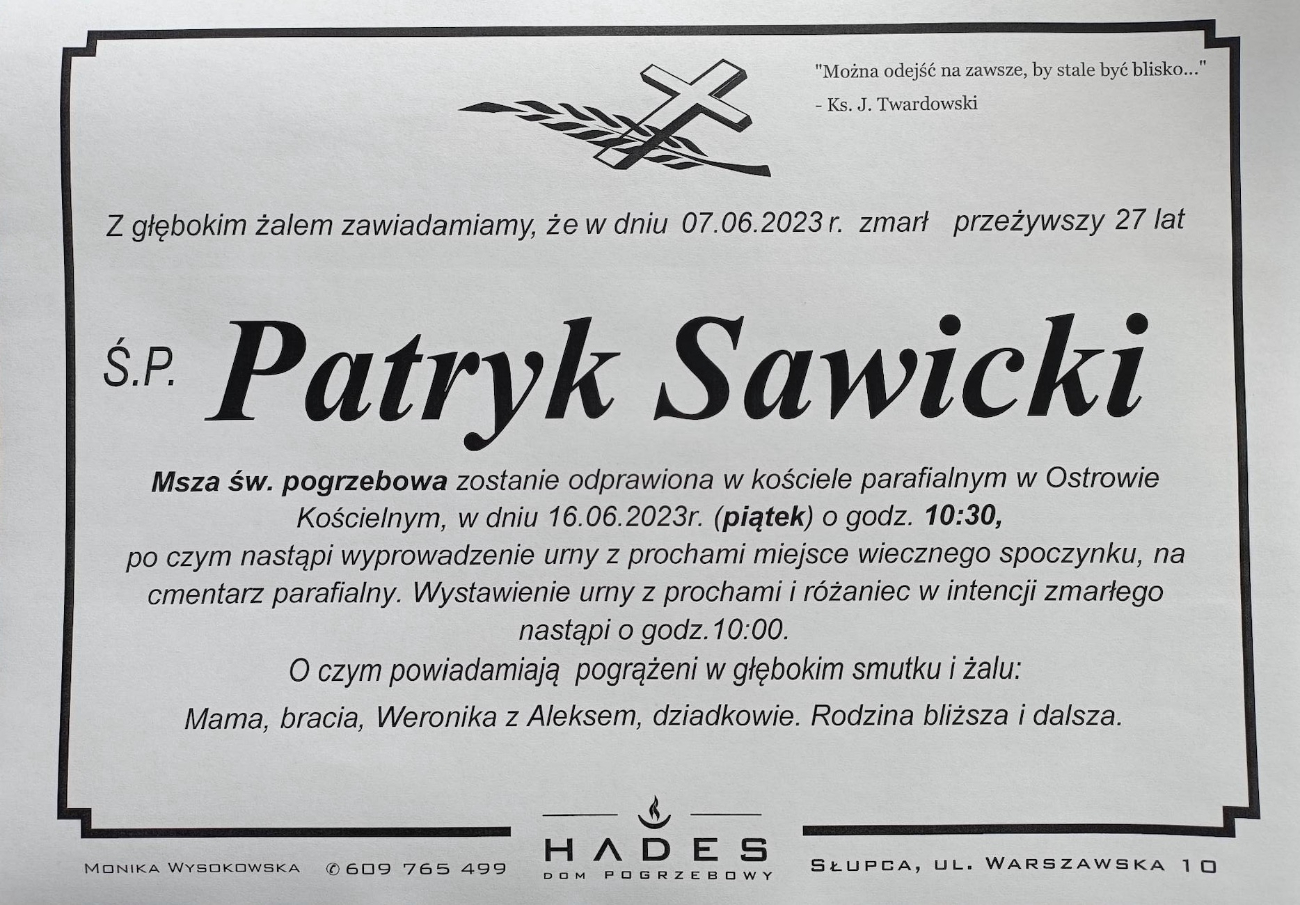 "Można odejść na zawsze, by stale być blisko..."
- Ks. J. Twardowski
Z głębokim żalem zawiadamiamy, że w dniu 07.06.2023 r. zmarł przeżywszy 27 lat
Ś.P. Patryk Sawicki
Msza św. pogrzebowa zostanie odprawiona w kościele parafialnym w Ostrowie
Kościelnym, w dniu 16.06.2023r. (piątek) o godz. 10:30,
po czym nastąpi wyprowadzenie urny z prochami miejsce wiecznego spoczynku, na
cmentarz parafialny. Wystawienie urny z prochami i różaniec w intencji zmarłego
nastąpi o godz.10:00.
O czym powiadamiają pogrążeni w głębokim smutku i żalu:
Mama, bracia, Weronika z Aleksem, dziadkowie. Rodzina bliższa i dalsza.
Monika Wysokowska ✆609 765 499
HADES
DOM POGRZEBOWY
Słupca, ul. Warszawska 10